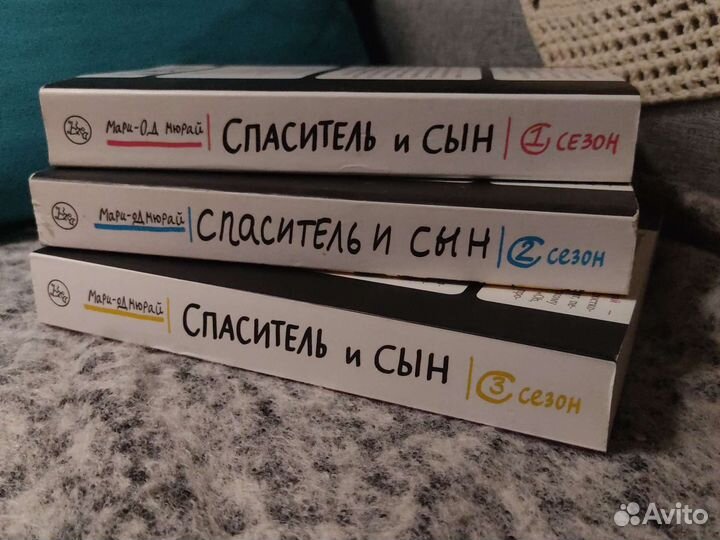 Мари-Од Мюрай СПАСИТЕЛЬ и СЫН 1 СЕЗОН
Мари-ОД МЮРАЙ СПАСИТЕЛЬ И СЫН 2 СЕЗОН
Мари-ОД МЮРАЙ СПАСИТЕЛЬ и СЫН 3 СЕЗОН
Avito